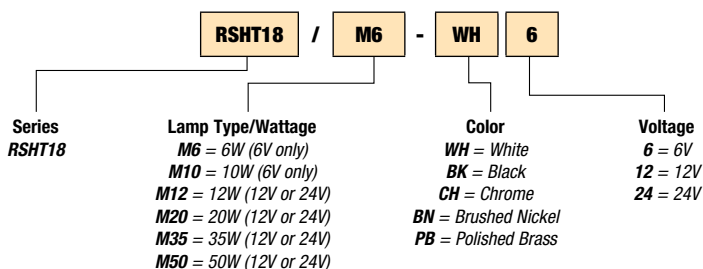 RSHT18 / M6 - WH 6
Series
RSHT18
Lamp Type/Wattage
M6 = 6W (6V only)
M10 = 10W (6V only)
M12 = 12W (12V or 24V)
M20 = 20W (12V or 24V)
M35 = 35W (12V or 24V)
M50 = 50W (12V or 24V)
Color
WH = White
BK = Black
CH = Chrome
BN = Brushed Nickel
PB = Polished Brass
Voltage
6 = 6V
12 = 12V
24 = 24V